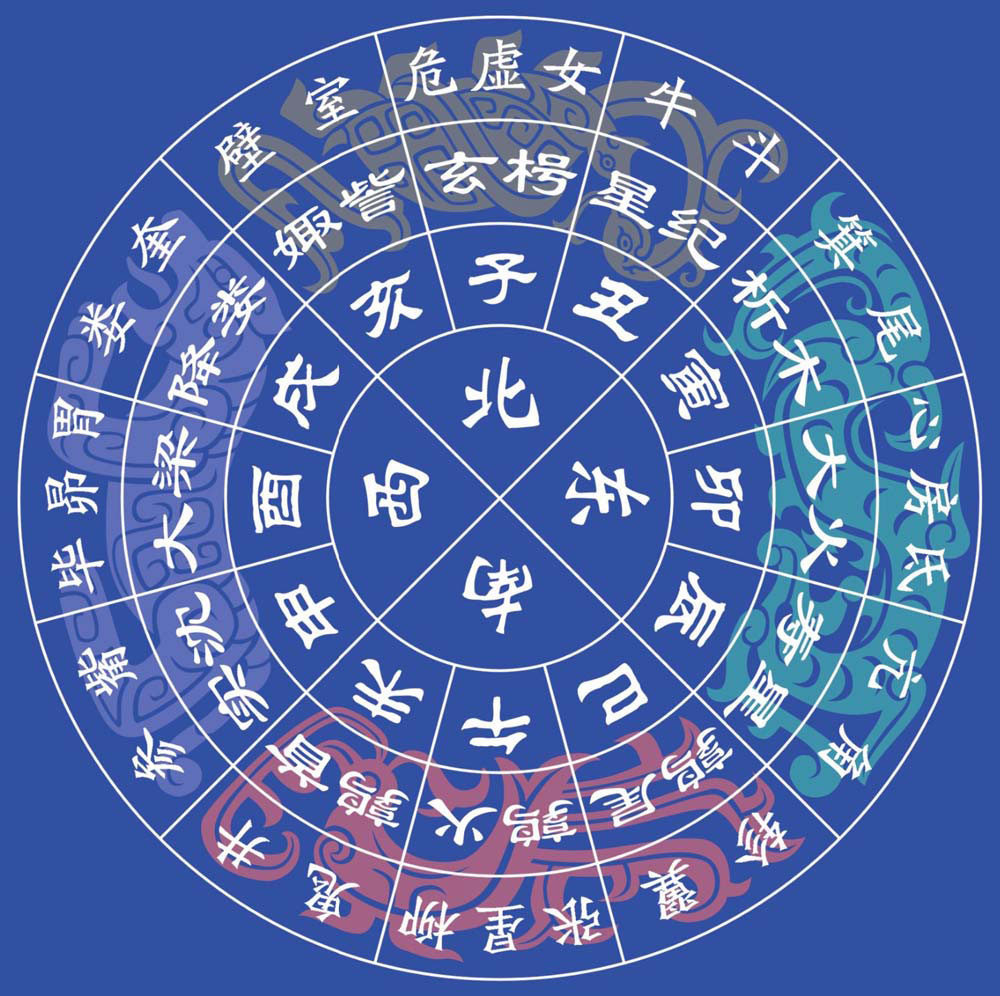 危 虚 女
牛 斗
箕 尾
心 房 氐
亢 角
轸 翼
张 星 柳
鬼 井
参 觜
毕 昴 胃
娄 奎
壁 室
玄枵
星纪
析木
大火
寿星
鹑尾
鹑火
鹑首
实沈
大梁
降娄
娵訾
子
丑
寅
卯
辰
巳
午
未
申
酉
戌
亥
北
东
南
西